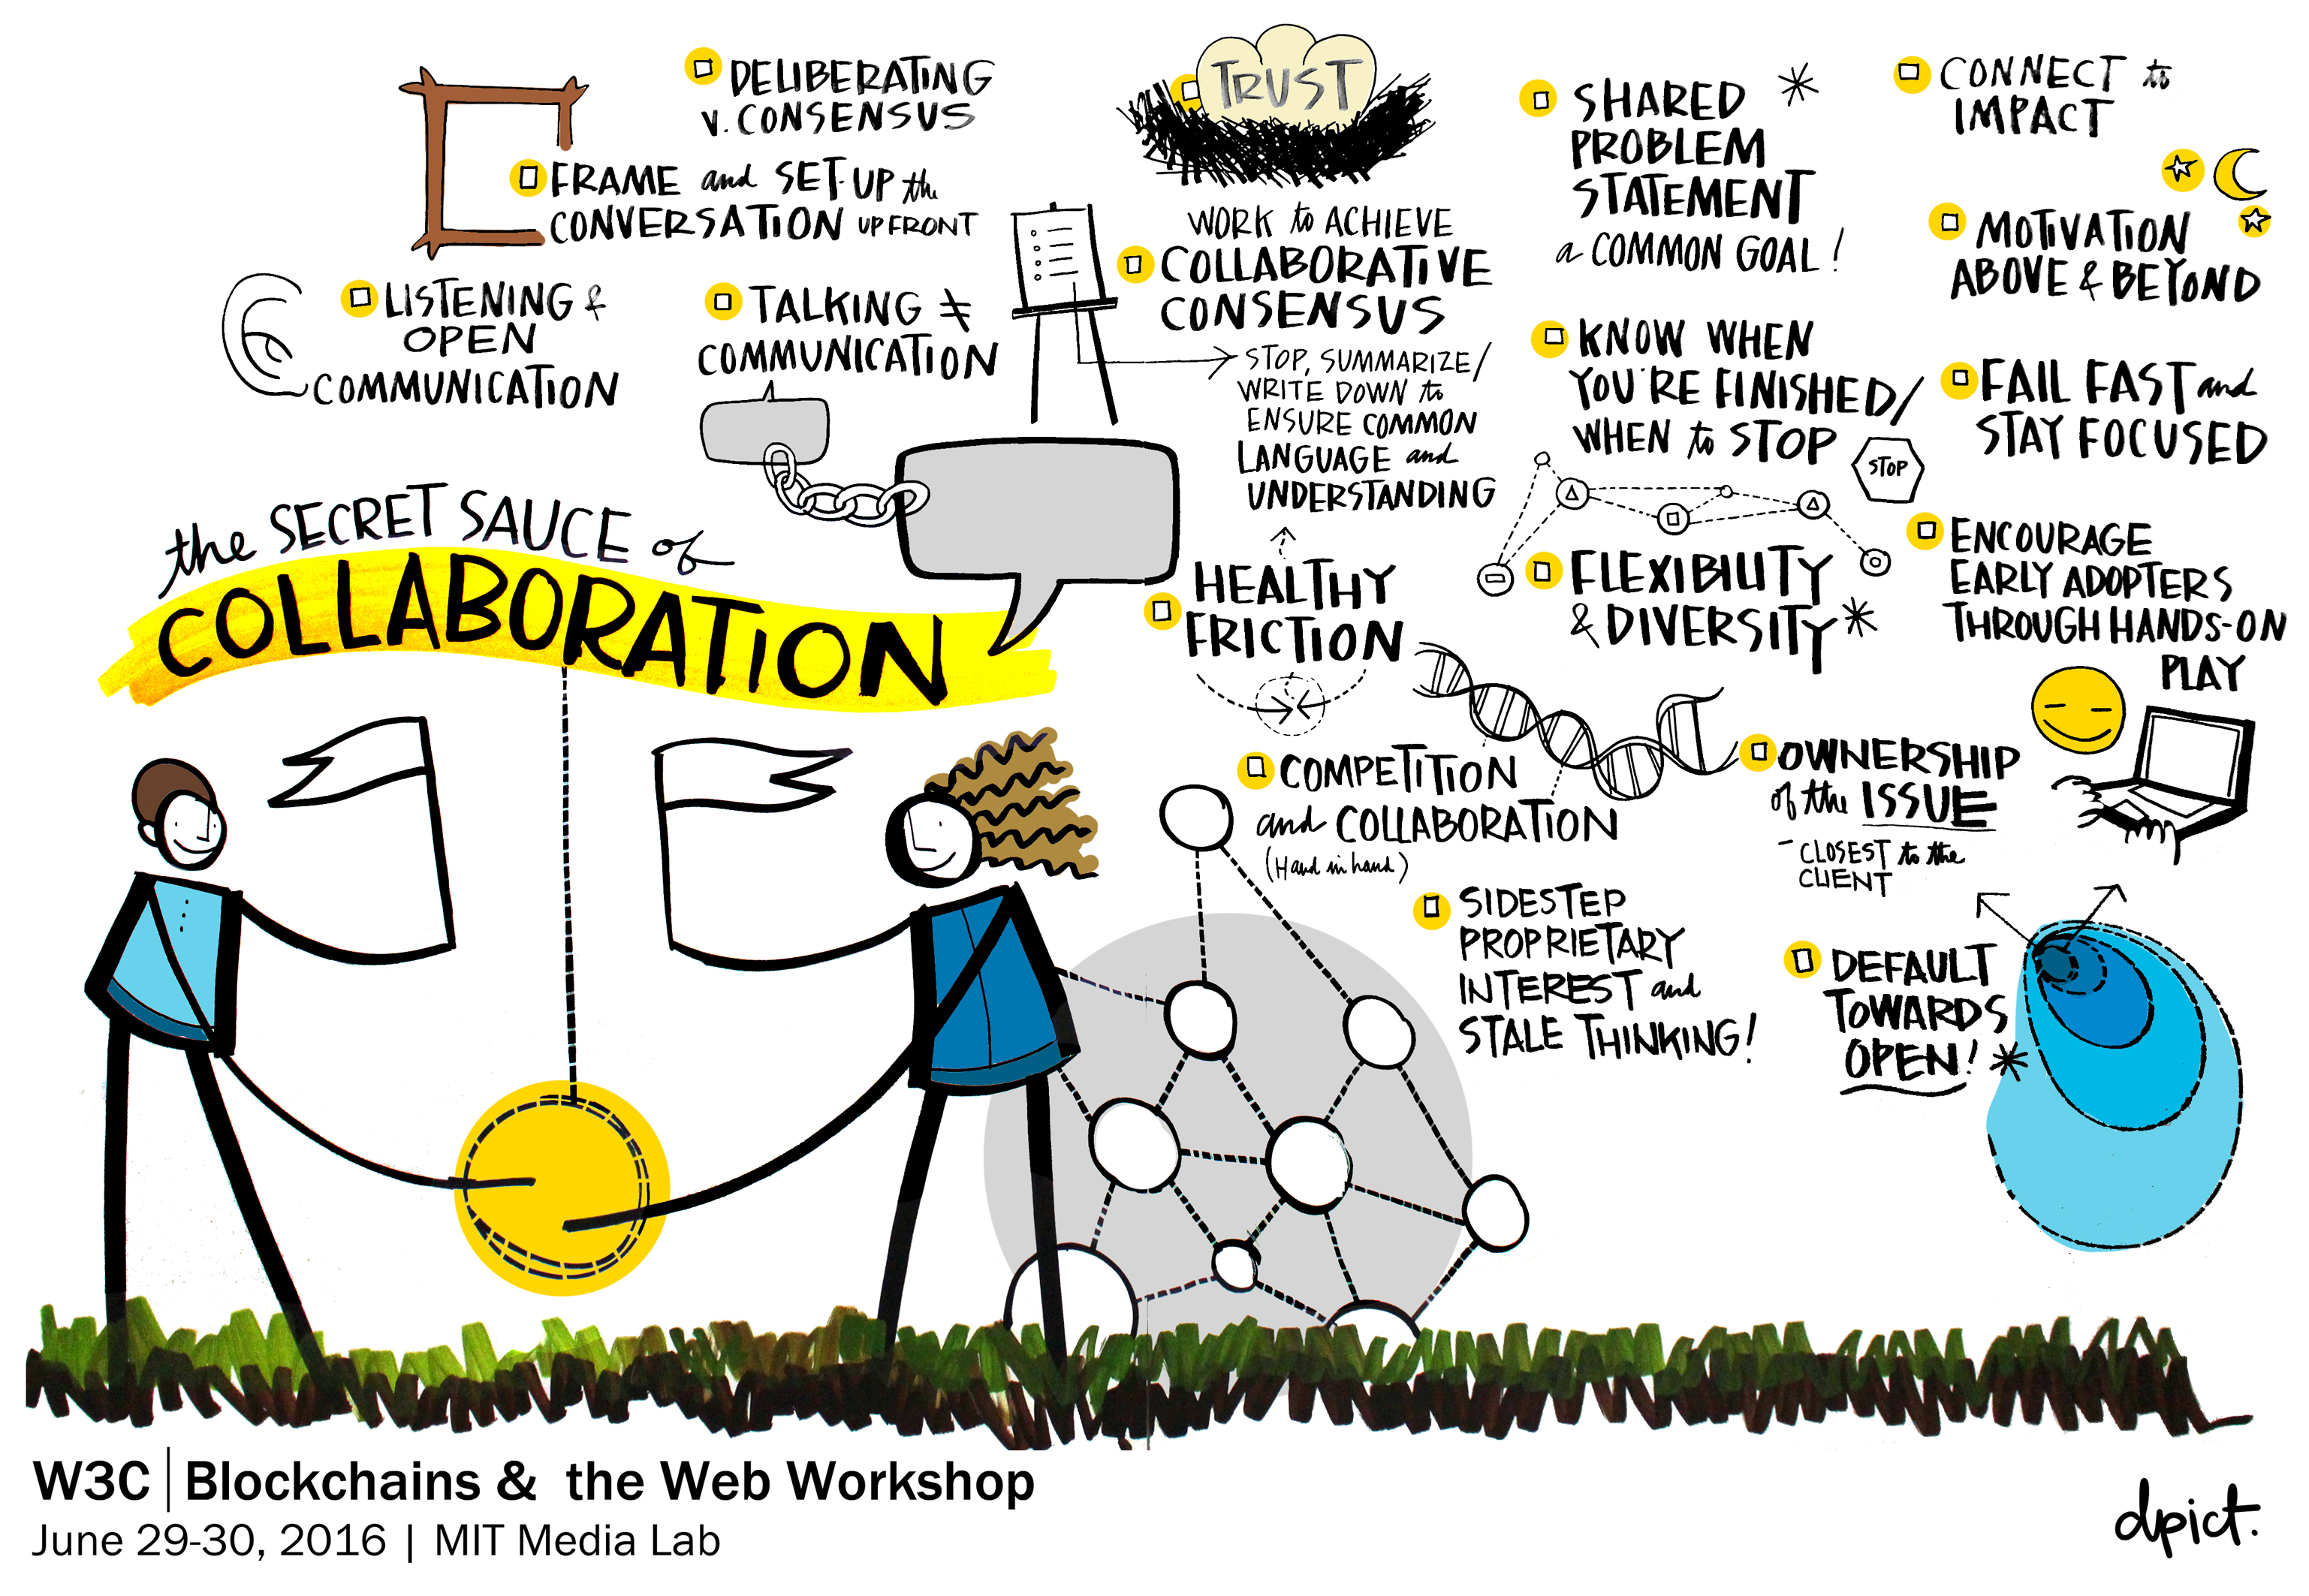 DELIBERATING
V. CONSENSUS
FRAME and SET-UP the
CONVERSATION UP FRONT
LISTENING &
OPEN
COMMUNICATION
TALKING ≠
COMMUNICATION
the SECRET SAUCE of
COLLABORATION
TRUST
WORK to ACHIEVE
COLLABORATIVE
CONSENSUS
STOP, SUMMARIZE/
WRITE DOWN to
ENSURE COMMON
LANGUAGE and
UNDERSTANDING
HEALTHY
FRICTION
COMPETITION
and COLLABORATION
(Hand in hand)
SIDESTEP
PROPRIETARY
INTEREST and
STALE THINKING!
SHARED *
PROBLEM
STATEMENT
a COMMON GOAL!
KNOW WHEN
YOU'RE FINISHED/
WHEN to STOP
STOP
FLEXIBILITY
& DIVERSITY *
OWNERSHIP
of the ISSUE
- CLOSEST to the
CLIENT
DEFAULT
TOWARDS
OPEN! *
CONNECT to
IMPACT
MOTIVATION
ABOVE & BEYOND
FAIL FAST and
STAY FOCUSED
ENCOURAGE
EARLY ADOPTERS
THROUGH HANDS-ON
PLAY
W3C | Blockchains & the Web Workshop
June 29-30, 2016 | MIT Media Lab
dpict.